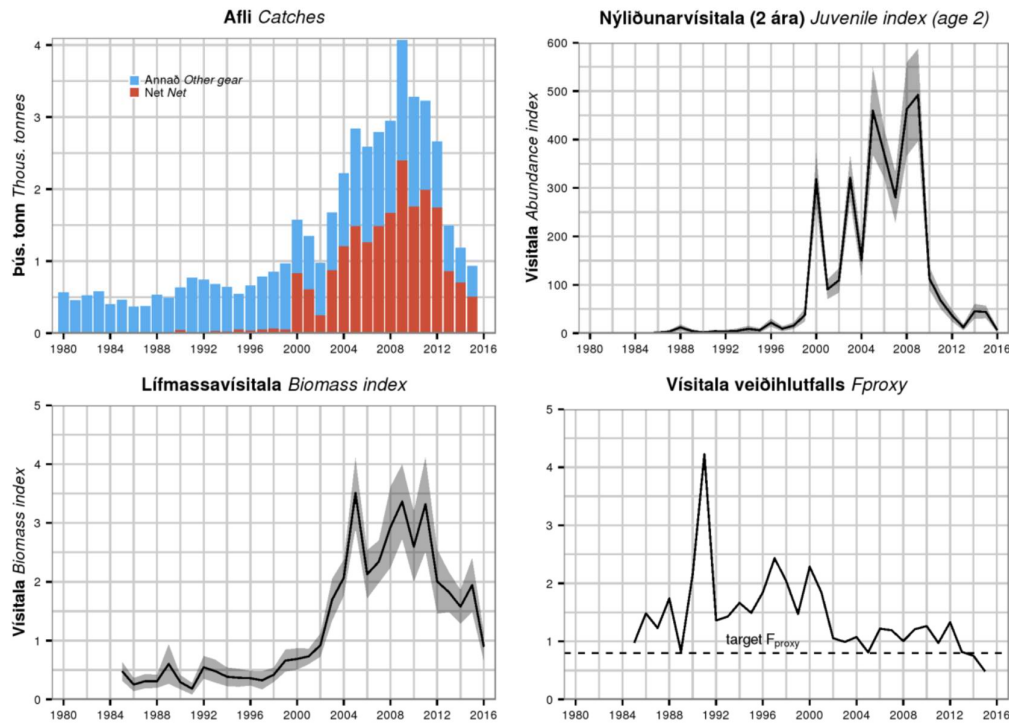 Afli Catches
Þús. tonn Thous. tonnes
4
3
2
1
0
Annað Other gear
Net Net
1980 1984 1988 1992 1996 2000 2004 2008 2012 2016
Nýliðunarvísitala (2 ára) Juvenile index (age 2)
Vísitala Abundance index
600
500
400
300
200
100
0
1980 1984 1988 1992 1996 2000 2004 2008 2012 2016
Lífmassavísitala Biomass index
Vísitala Biomass index
5
4
3
2
1
0
1980 1984 1988 1992 1996 2000 2004 2008 2012 2016
Vísitala veiðihlutfalls Fproxy
5
4
3
2
1
0
target Fproxy
1980 1984 1988 1992 1996 2000 2004 2008 2012 2016